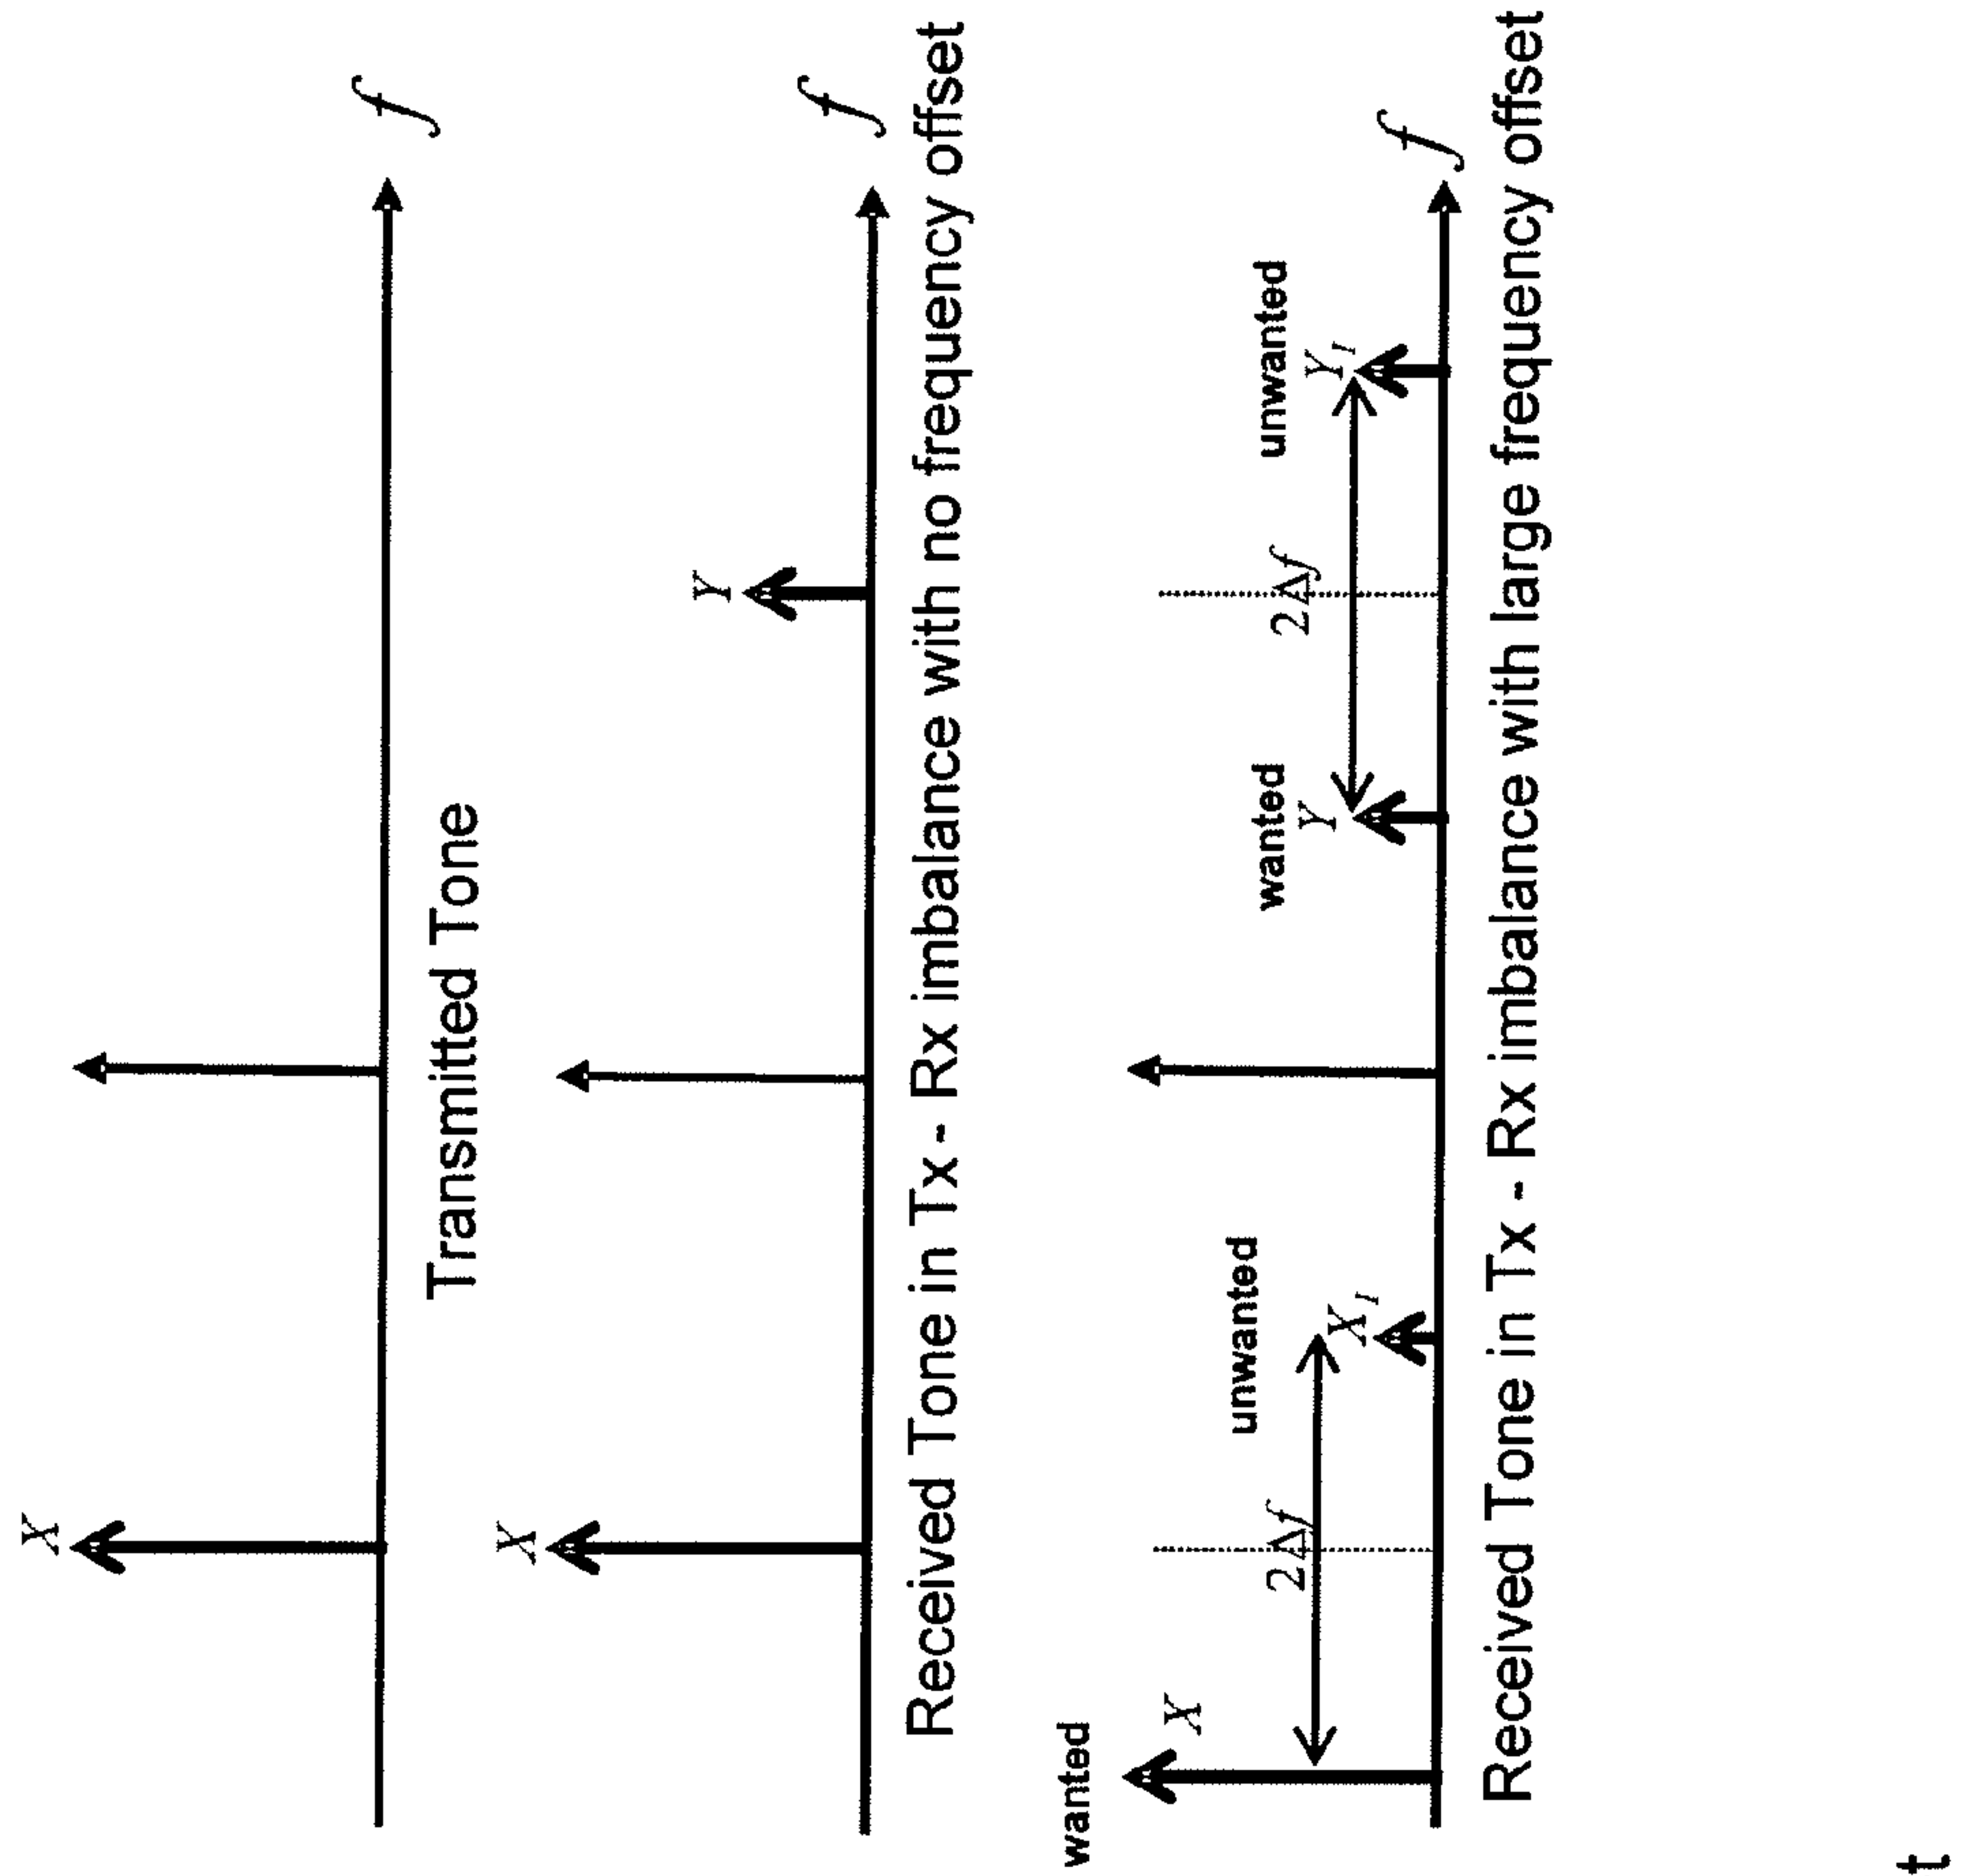 X
f
Transmitted Tone
X
Y
f
Received Tone in Tx - Rx imbalance with no frequency offset
wanted
X
2Δf
unwanted
X_I
wanted
Y
2Δf
unwanted
Y_I
f
Received Tone in Tx - Rx imbalance with large frequency offset
t